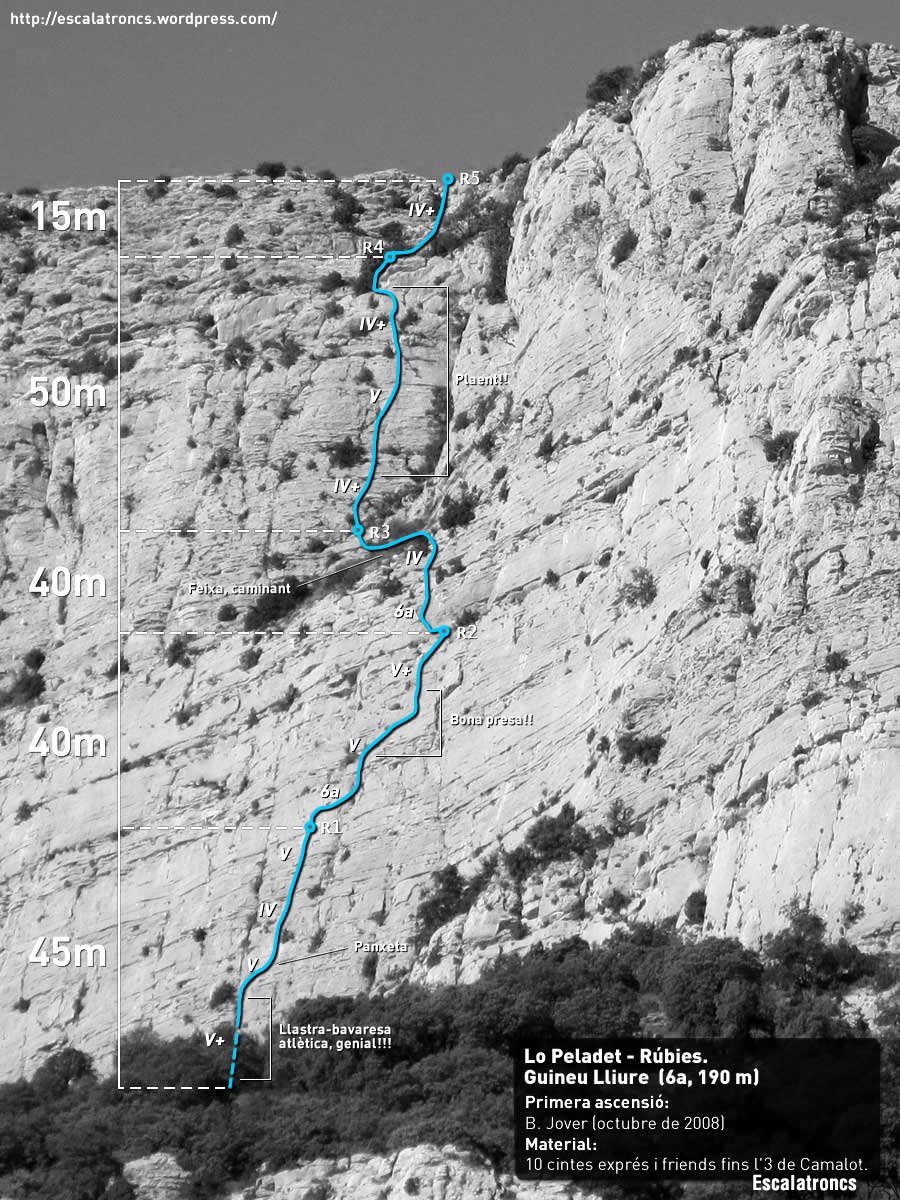 http://escalatroncs.wordpress.com/
R5
15m
IV+
R4
IV+
Plaent!!
50m
V
IV+
R3
IV
40m
Feixa, caminant
6a
R2
V+
Bona presa!!
40m
V
6a
R1
V
IV
Panxeta
45m
V
Llastra-bavaresa
atlètica, genial!!!
V+
Lo Peladet - Rúbies.
Guineu Lliure (6a, 190 m)
Primera ascensió:
B. Jover (octubre de 2008)
Material:
10 cintes exprés i friends fins l'3 de Camalot.
Escalatroncs